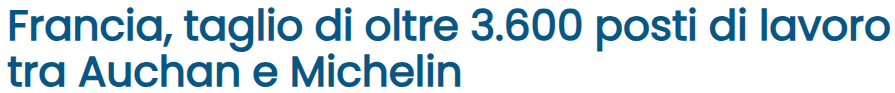 Francia, taglio di oltre 3.600 posti di lavoro
tra Auchan e Michelin